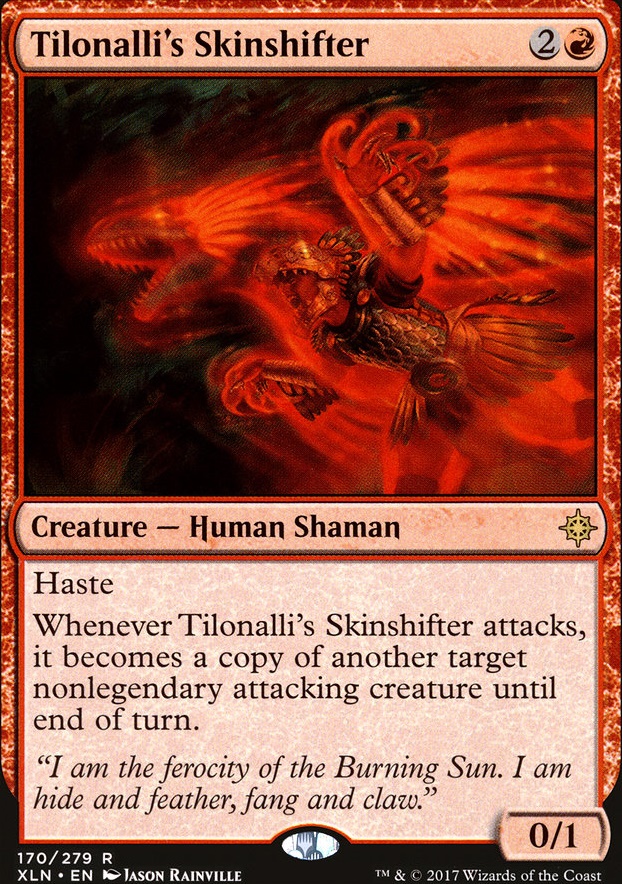 Tilonalli's Skinshifter 2
Creature — Human Shaman
Haste
Whenever Tilonalli's Skinshifter attacks,
it becomes a copy of another target
nonlegendary attacking creature until
end of turn.
“I am the ferocity of the Burning Sun. I am
hide and feather, fang and claw.”
0/1
170/279 R
XLN • EN Jason Rainville ™ & © 2017 Wizards of the Coast